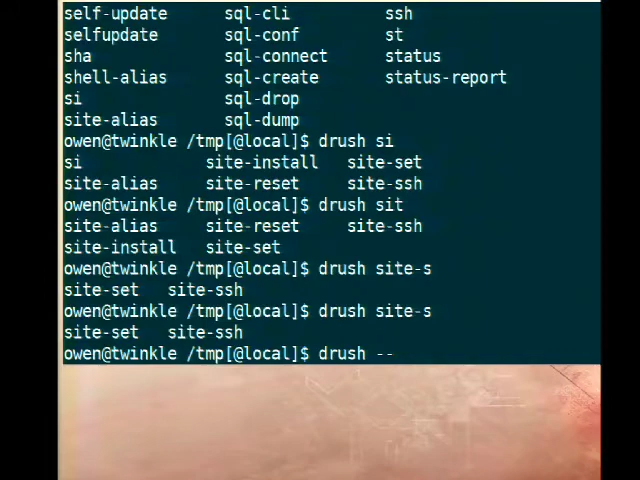 self-update sql-cli ssh
selfupdate sql-conf st
sha sql-connect status
shell-alias sql-create status-report
si sql-drop
site-alias sql-dump
owen@twinkle /tmp[@local]$ drush si
si site-install site-set
site-alias site-reset site-ssh
owen@twinkle /tmp[@local]$ drush sit
site-alias site-reset site-ssh
site-install site-set
owen@twinkle /tmp[@local]$ drush site-s
site-set site-ssh
owen@twinkle /tmp[@local]$ drush site-s
site-set site-ssh
owen@twinkle /tmp[@local]$ drush --